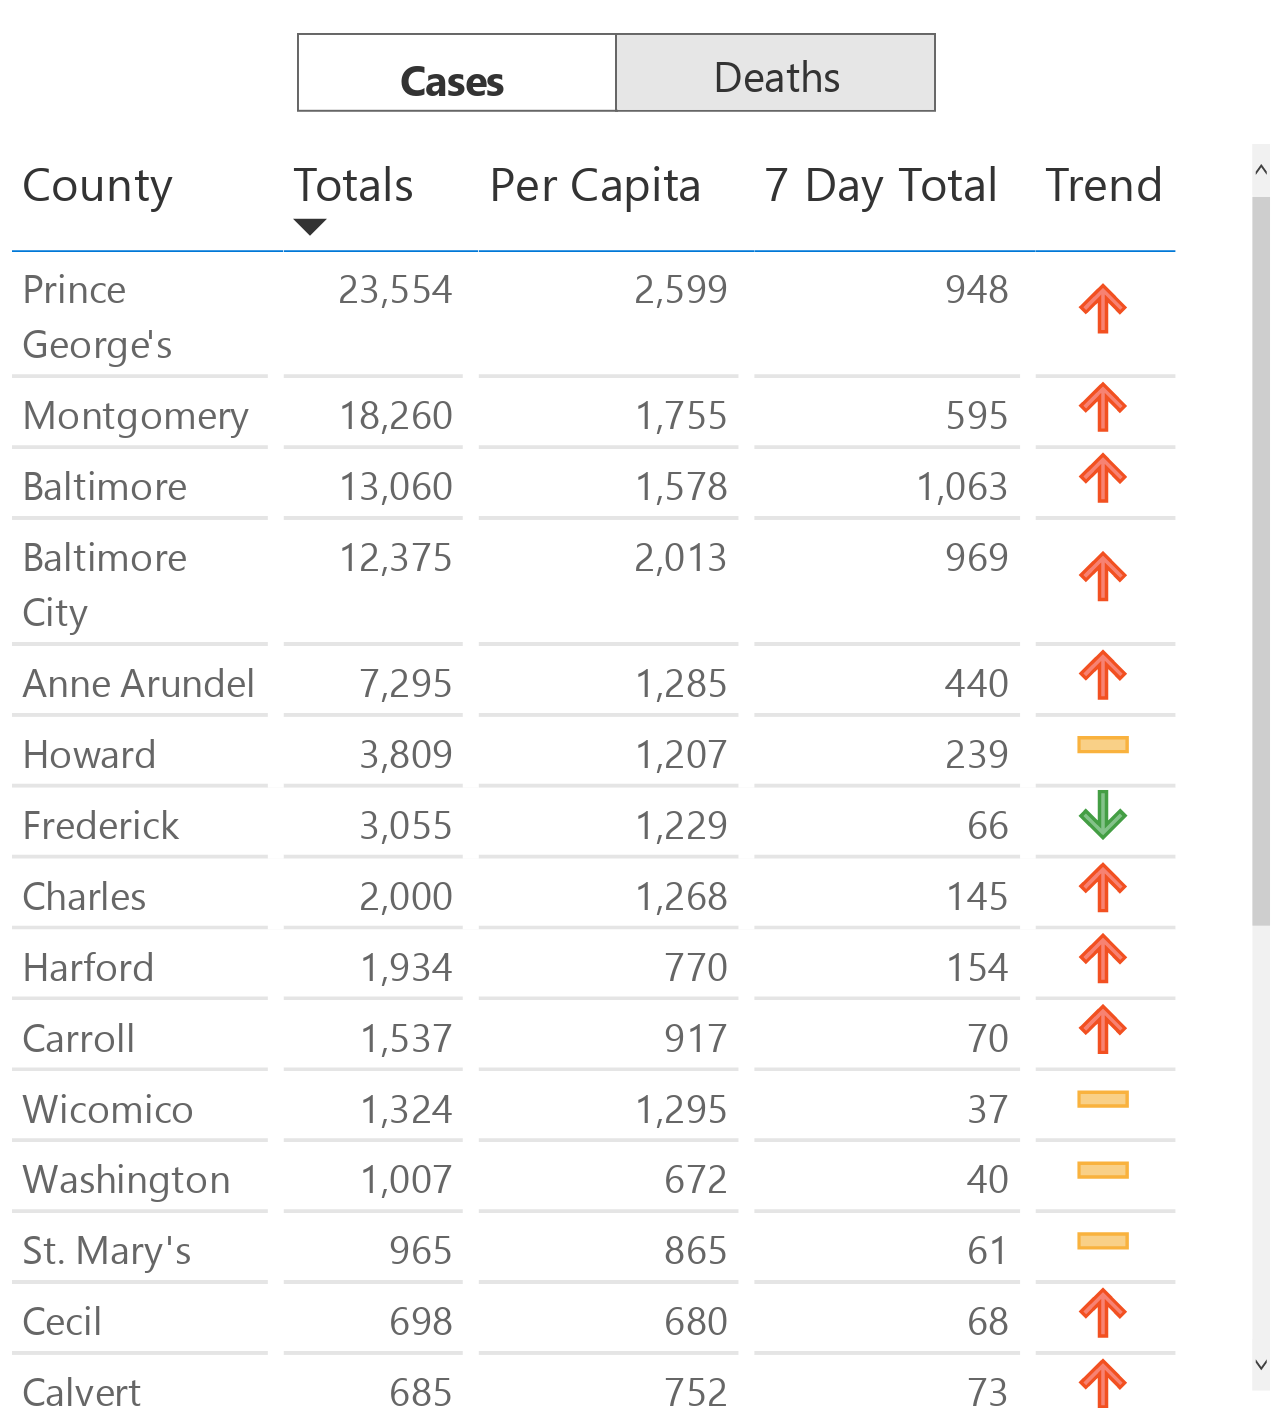 Cases Deaths
County Totals Per Capita 7 Day Total Trend
Prince 23,554 2,599 948
George's
Montgomery 18,260 1,755 595
Baltimore 13,060 1,578 1,063
Baltimore 12,375 2,013 969
City
Anne Arundel 7,295 1,285 440
Howard 3,809 1,207 239
Frederick 3,055 1,229 66
Charles 2,000 1,268 145
Harford 1,934 770 154
Carroll 1,537 917 70
Wicomico 1,324 1,295 37
Washington 1,007 672 40
St. Mary's 965 865 61
Cecil 698 680 68
Calvert 685 752 73